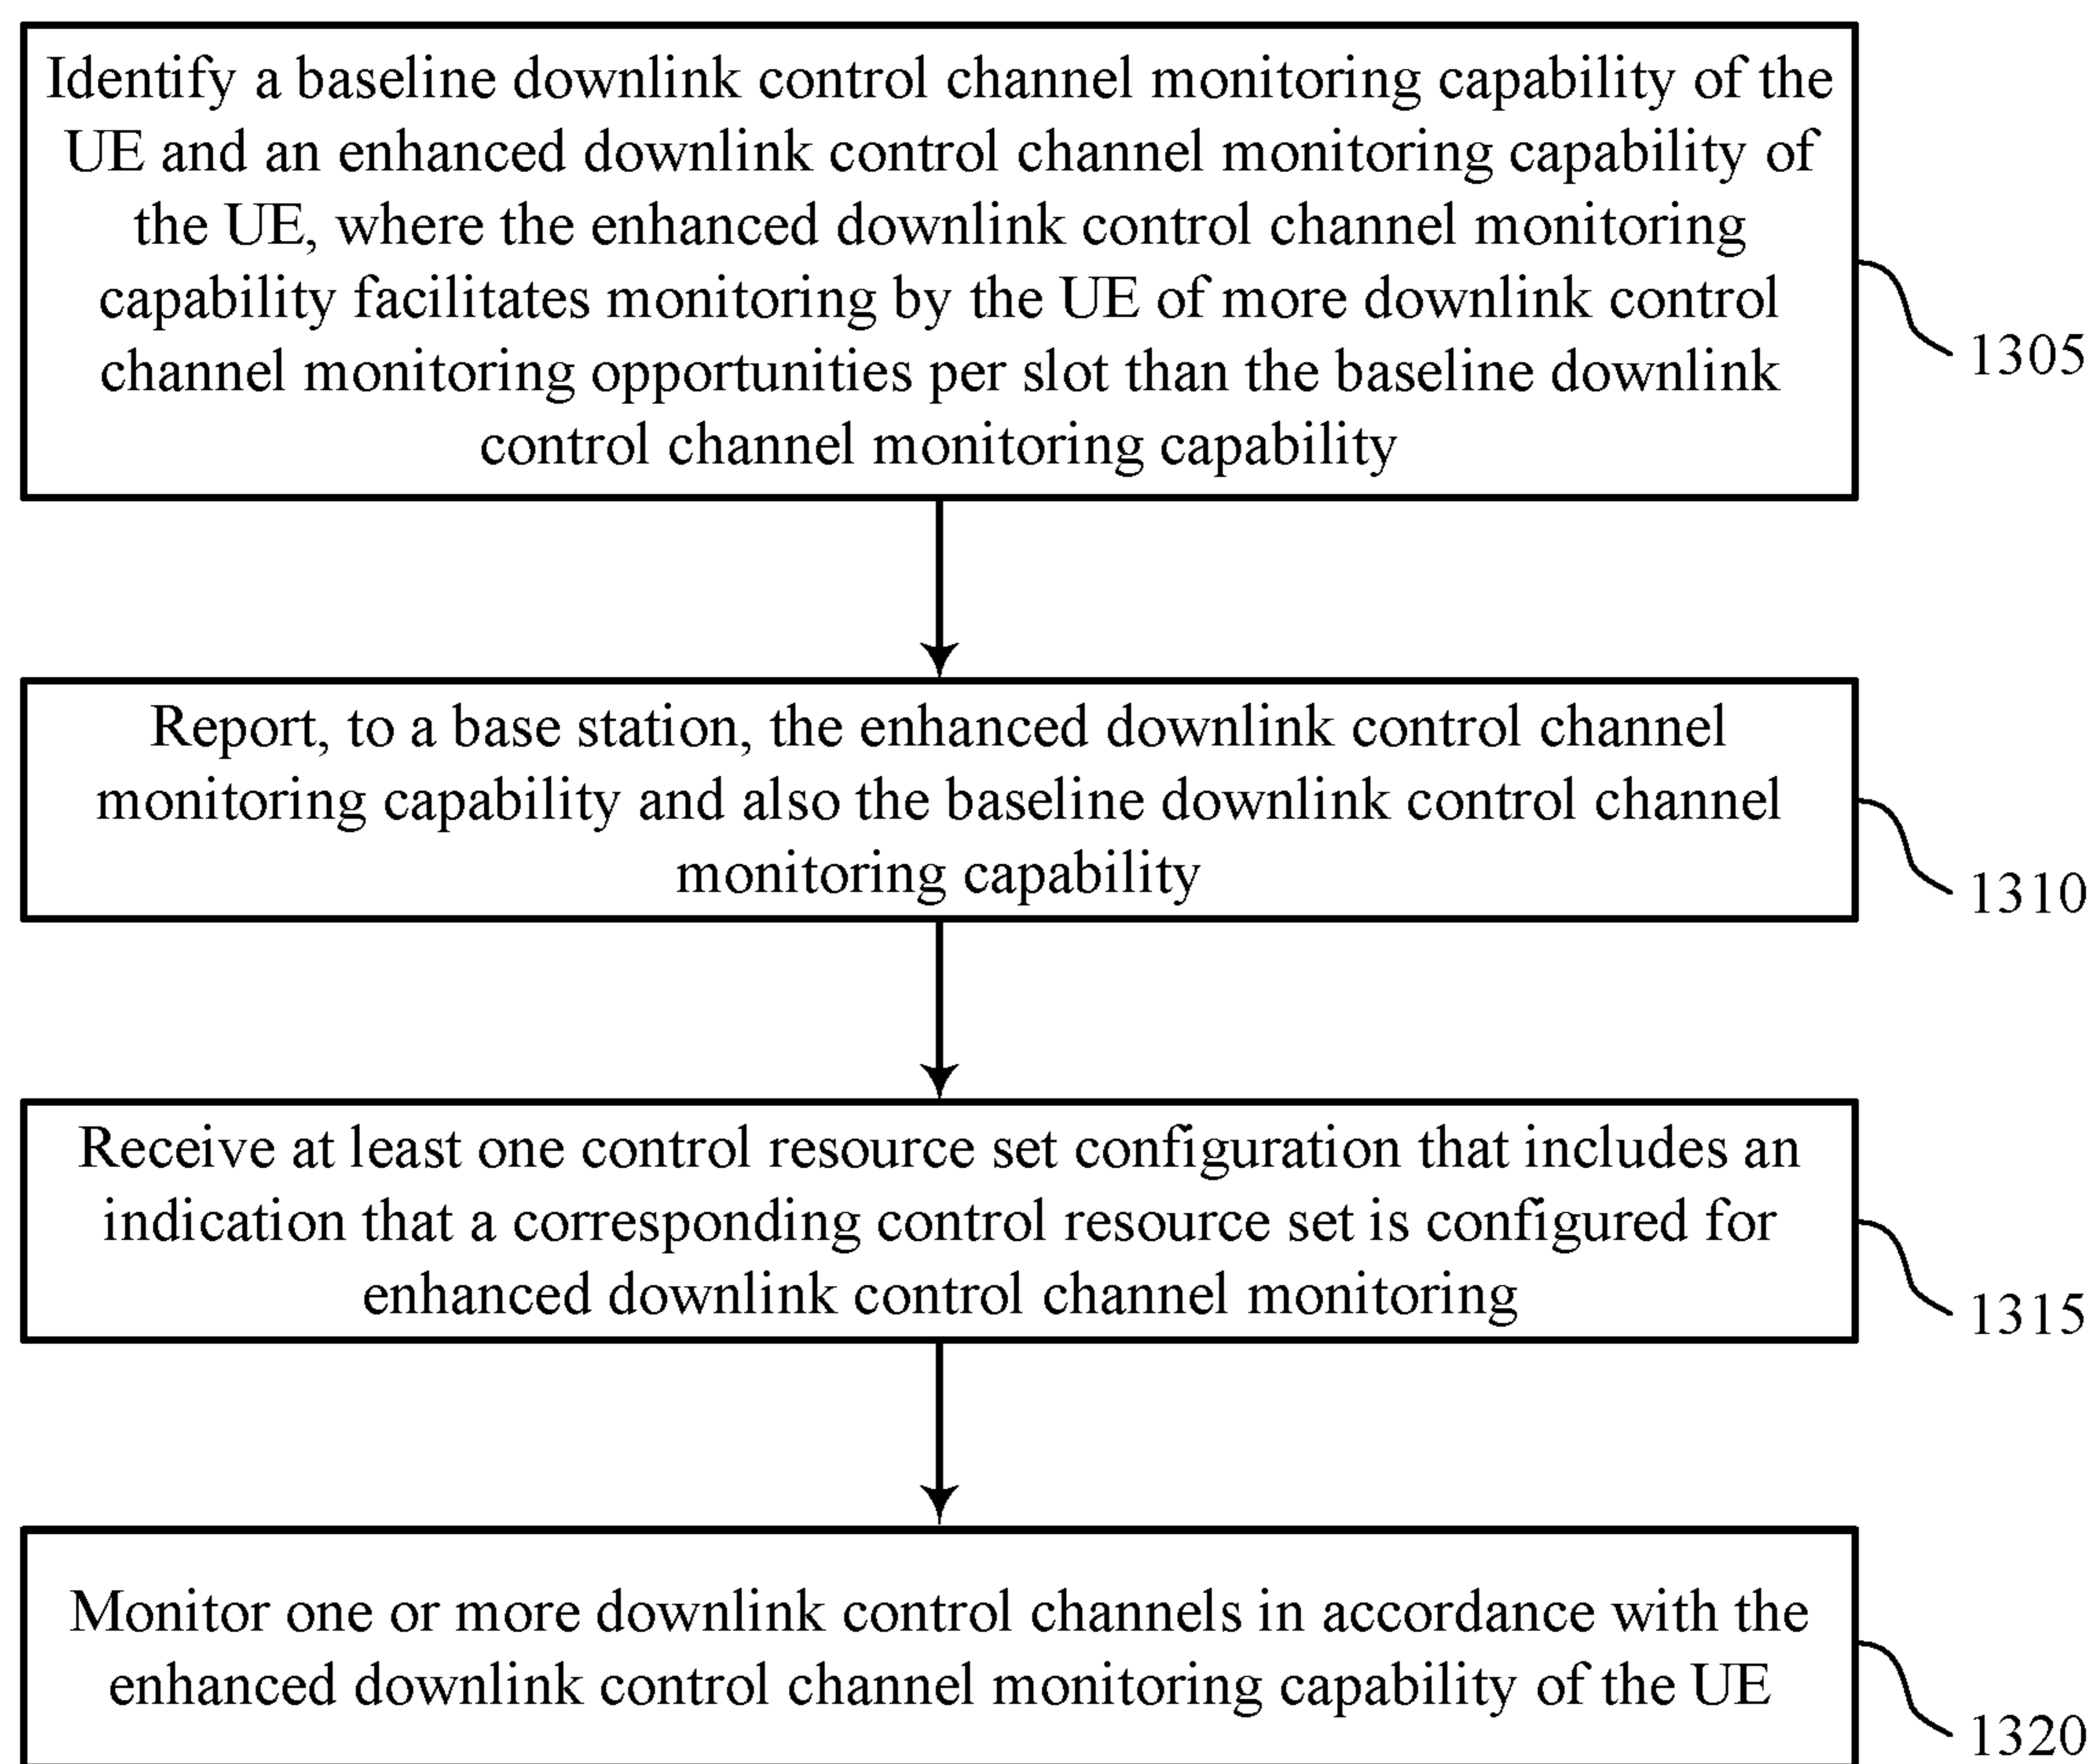 Identify a baseline downlink control channel monitoring capability of the
UE and an enhanced downlink control channel monitoring capability of
the UE, where the enhanced downlink control channel monitoring
capability facilitates monitoring by the UE of more downlink control
channel monitoring opportunities per slot than the baseline downlink
control channel monitoring capability
1305
Report, to a base station, the enhanced downlink control channel
monitoring capability and also the baseline downlink control channel
monitoring capability
1310
Receive at least one control resource set configuration that includes an
indication that a corresponding control resource set is configured for
enhanced downlink control channel monitoring
1315
Monitor one or more downlink control channels in accordance with the
enhanced downlink control channel monitoring capability of the UE
1320